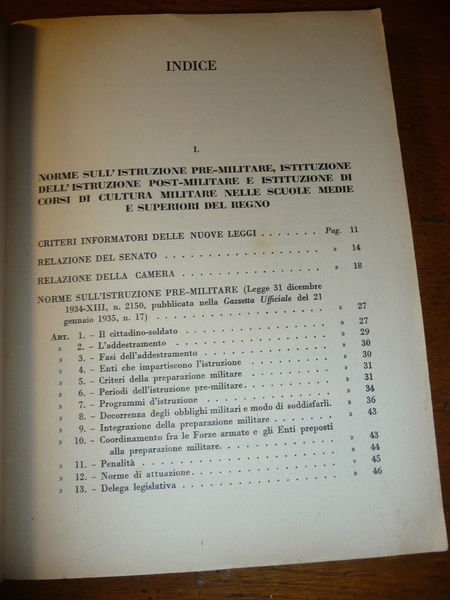 INDICE
I.
NORME SULL'ISTRUZIONE PRE-MILITARE, ISTITUZIONE
DELL'ISTRUZIONE POST-MILITARE E ISTITUZIONE DI
CORSI DI CULTURA MILITARE NELLE SCUOLE MEDIE
E SUPERIORI DEL REGNO
CRITERI INFORMATORI DELLE NUOVE LEGGI . . . . . Pag. 11
RELAZIONE DEL SENATO . . . . . . . . . . . » 14
RELAZIONE DELLA CAMERA . . . . . . . . . . » 18
NORME SULL'ISTRUZIONE PRE-MILITARE (Legge 31 dicembre
1934-XIII, n. 2150, pubblicata nella Gazzetta Ufficiale del 21
gennaio 1935, n. 17) . . . . . . . . . . . » 27
ART. 1. - Il cittadino-soldato . . . . . . . . . » 27
» 2. - L'addestramento . . . . . . . . . . » 29
» 3. - Fasi dell'addestramento . . . . . . . . » 30
» 4. - Enti che impartiscono l'istruzione . . . . . » 30
» 5. - Criteri della preparazione militare . . . . . » 31
» 6. - Periodi dell'istruzione pre-militare . . . . . » 31
» 7. - Programmi d'istruzione . . . . . . . . » 34
» 8. - Decorrenza degli obblighi militari e modo di soddisfarli. » 36
» 9. - Integrazione della preparazione militare . . . . » 43
» 10. - Coordinamento fra le Forze armate e gli Enti preposti
alla preparazione militare. . . . . . . . » 43
» 11. - Penalità . . . . . . . . . . . . » 44
» 12. - Norme di attuazione . . . . . . . . . » 45
» 13. - Delega legislativa . . . . . . . . . . » 46